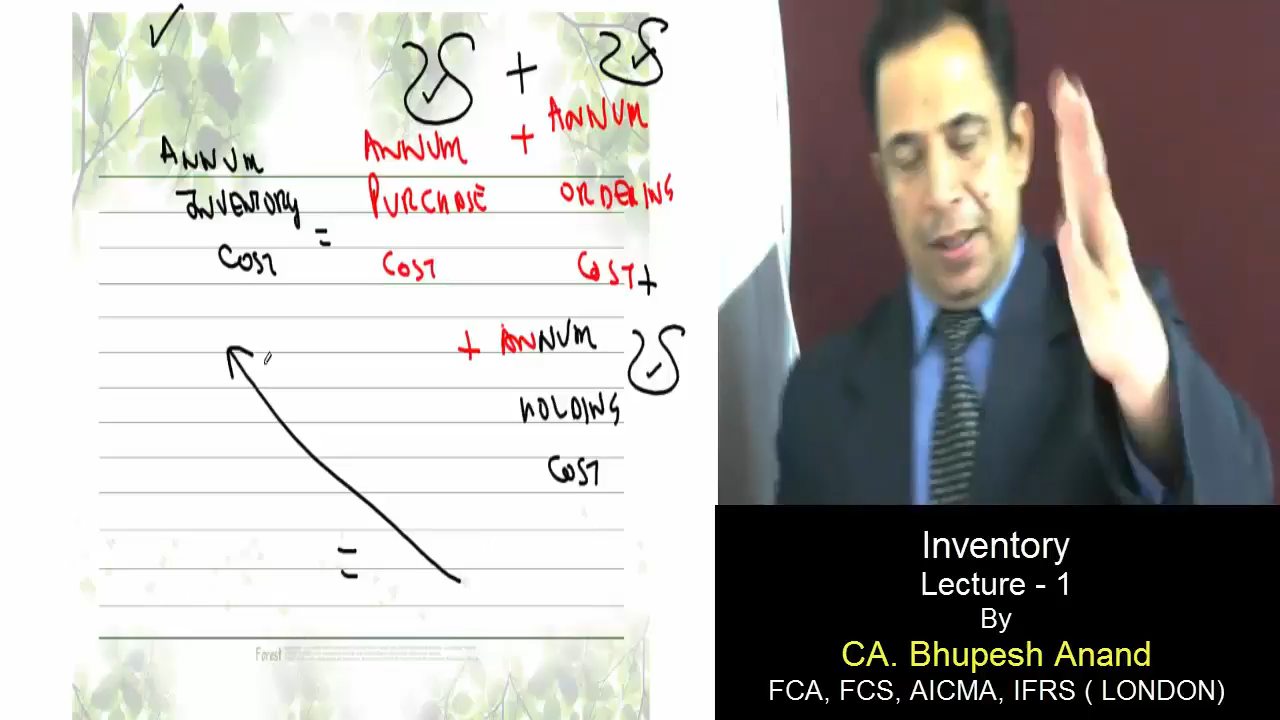 +
ANNUM INVENTORY COST = ANNUM PURCHASE COST + ANNUM ORDERING COST +
+ ANNUM HOLDING COST
=
Forest
Inventory
Lecture - 1
By
CA. Bhupesh Anand
FCA, FCS, AICMA, IFRS ( LONDON)